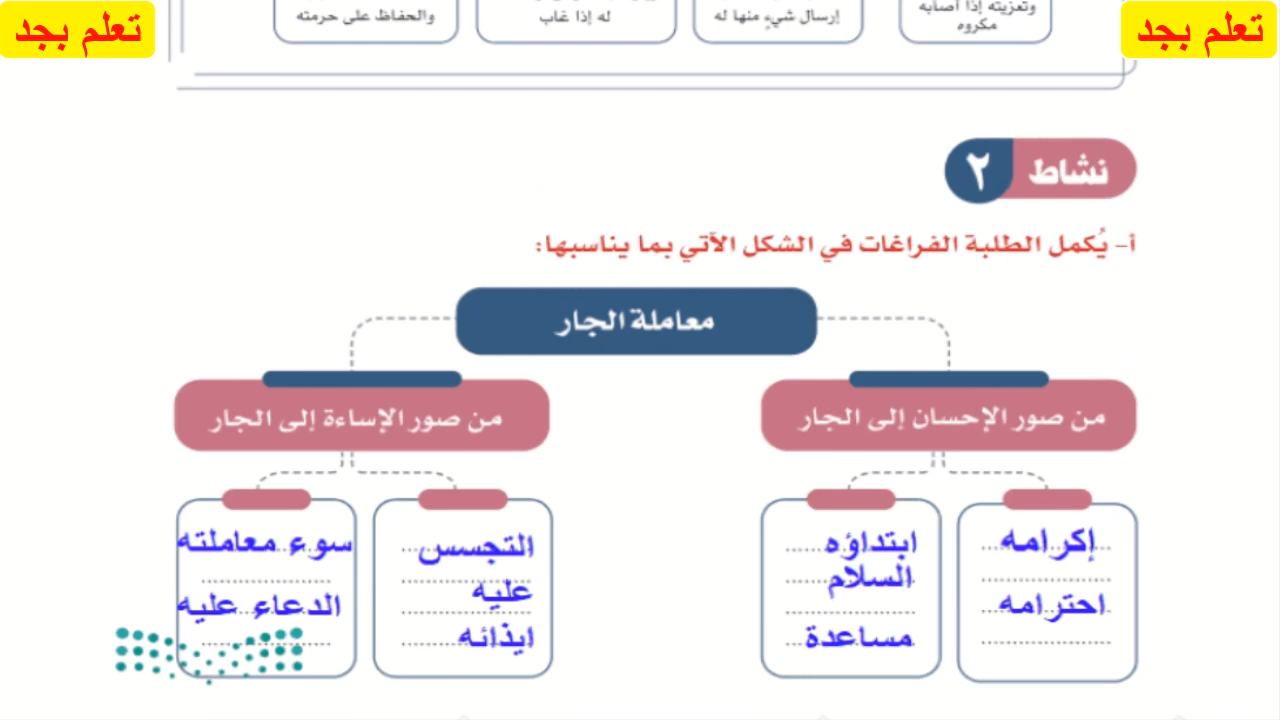 تعلم بجد
تعلم بجد
وتعزيته إذا أصابه
مكروه
إرسال شيءٍ منها له
له إذا غاب
والحفاظ على حرمته
نشاط ٢
أ- يُكمل الطلبة الفراغات في الشكل الآتي بما يناسبها:
معاملة الجار
من صور الإحسان إلى الجار
من صور الإساءة إلى الجار
إكرامه
احترامه
ابتداؤه
السلام
مساعدة
التجسس
عليه
ايذائه
سوء معاملته
الدعاء عليه